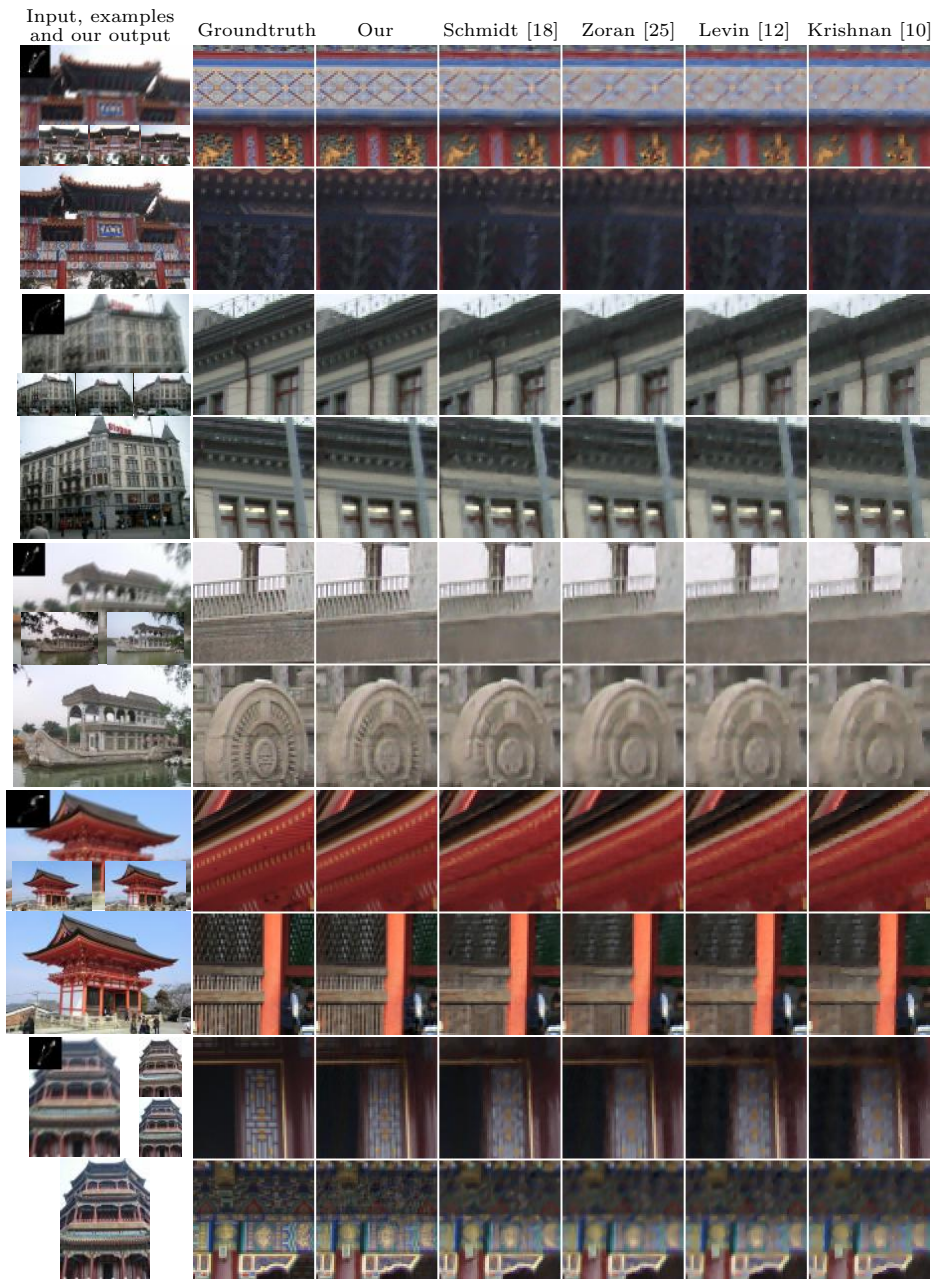 Input, examples
and our output
Groundtruth
Our
Schmidt [18]
Zoran [25]
Levin [12]
Krishnan [10]